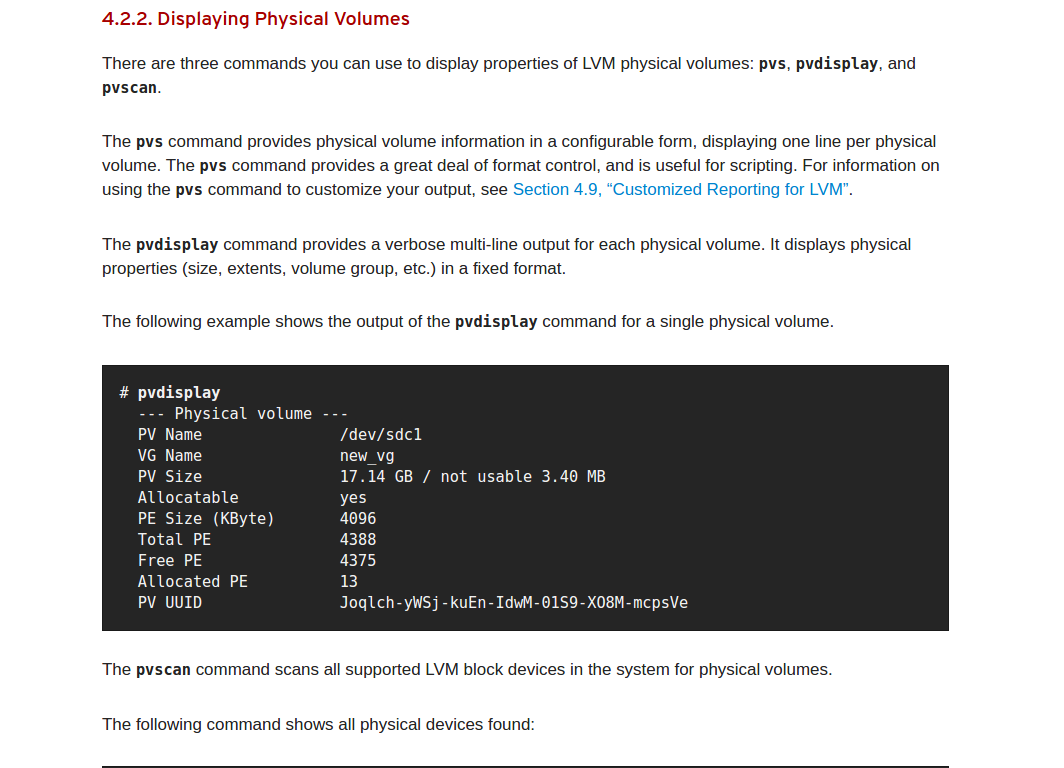 4.2.2. Displaying Physical Volumes
There are three commands you can use to display properties of LVM physical volumes: pvs, pvdisplay, and
pvscan.
The pvs command provides physical volume information in a configurable form, displaying one line per physical
volume. The pvs command provides a great deal of format control, and is useful for scripting. For information on
using the pvs command to customize your output, see Section 4.9, “Customized Reporting for LVM”.
The pvdisplay command provides a verbose multi-line output for each physical volume. It displays physical
properties (size, extents, volume group, etc.) in a fixed format.
The following example shows the output of the pvdisplay command for a single physical volume.
# pvdisplay
--- Physical volume ---
PV Name /dev/sdc1
VG Name new_vg
PV Size 17.14 GB / not usable 3.40 MB
Allocatable yes
PE Size (KByte) 4096
Total PE 4388
Free PE 4375
Allocated PE 13
PV UUID Joqlch-yWSj-kuEn-IdwM-01S9-XO8M-mcpsVe
The pvscan command scans all supported LVM block devices in the system for physical volumes.
The following command shows all physical devices found: